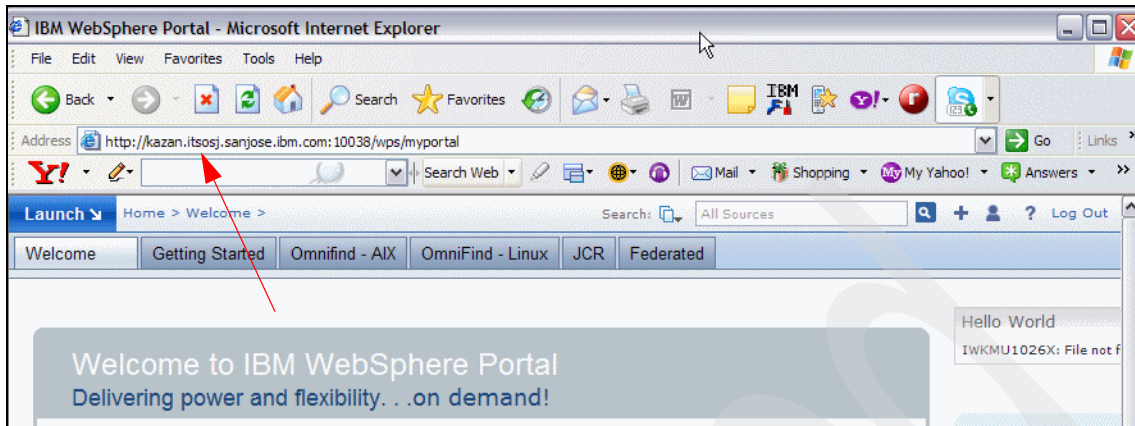 IBM WebSphere Portal - Microsoft Internet Explorer
File Edit View Favorites Tools Help
Back Search Favorites IBM
Address http://kazan.itsosj.sanjose.ibm.com:10038/wps/myportal Go Links »
Y! Search Web Mail Shopping My My Yahoo! Answers »
Launch Home > Welcome > Search: All Sources + ? Log Out
Welcome Getting Started Omnifind - AIX OmniFind - Linux JCR Federated
Hello World
IWKMU1026X: File not f
Welcome to IBM WebSphere Portal
Delivering power and flexibility. . .on demand!